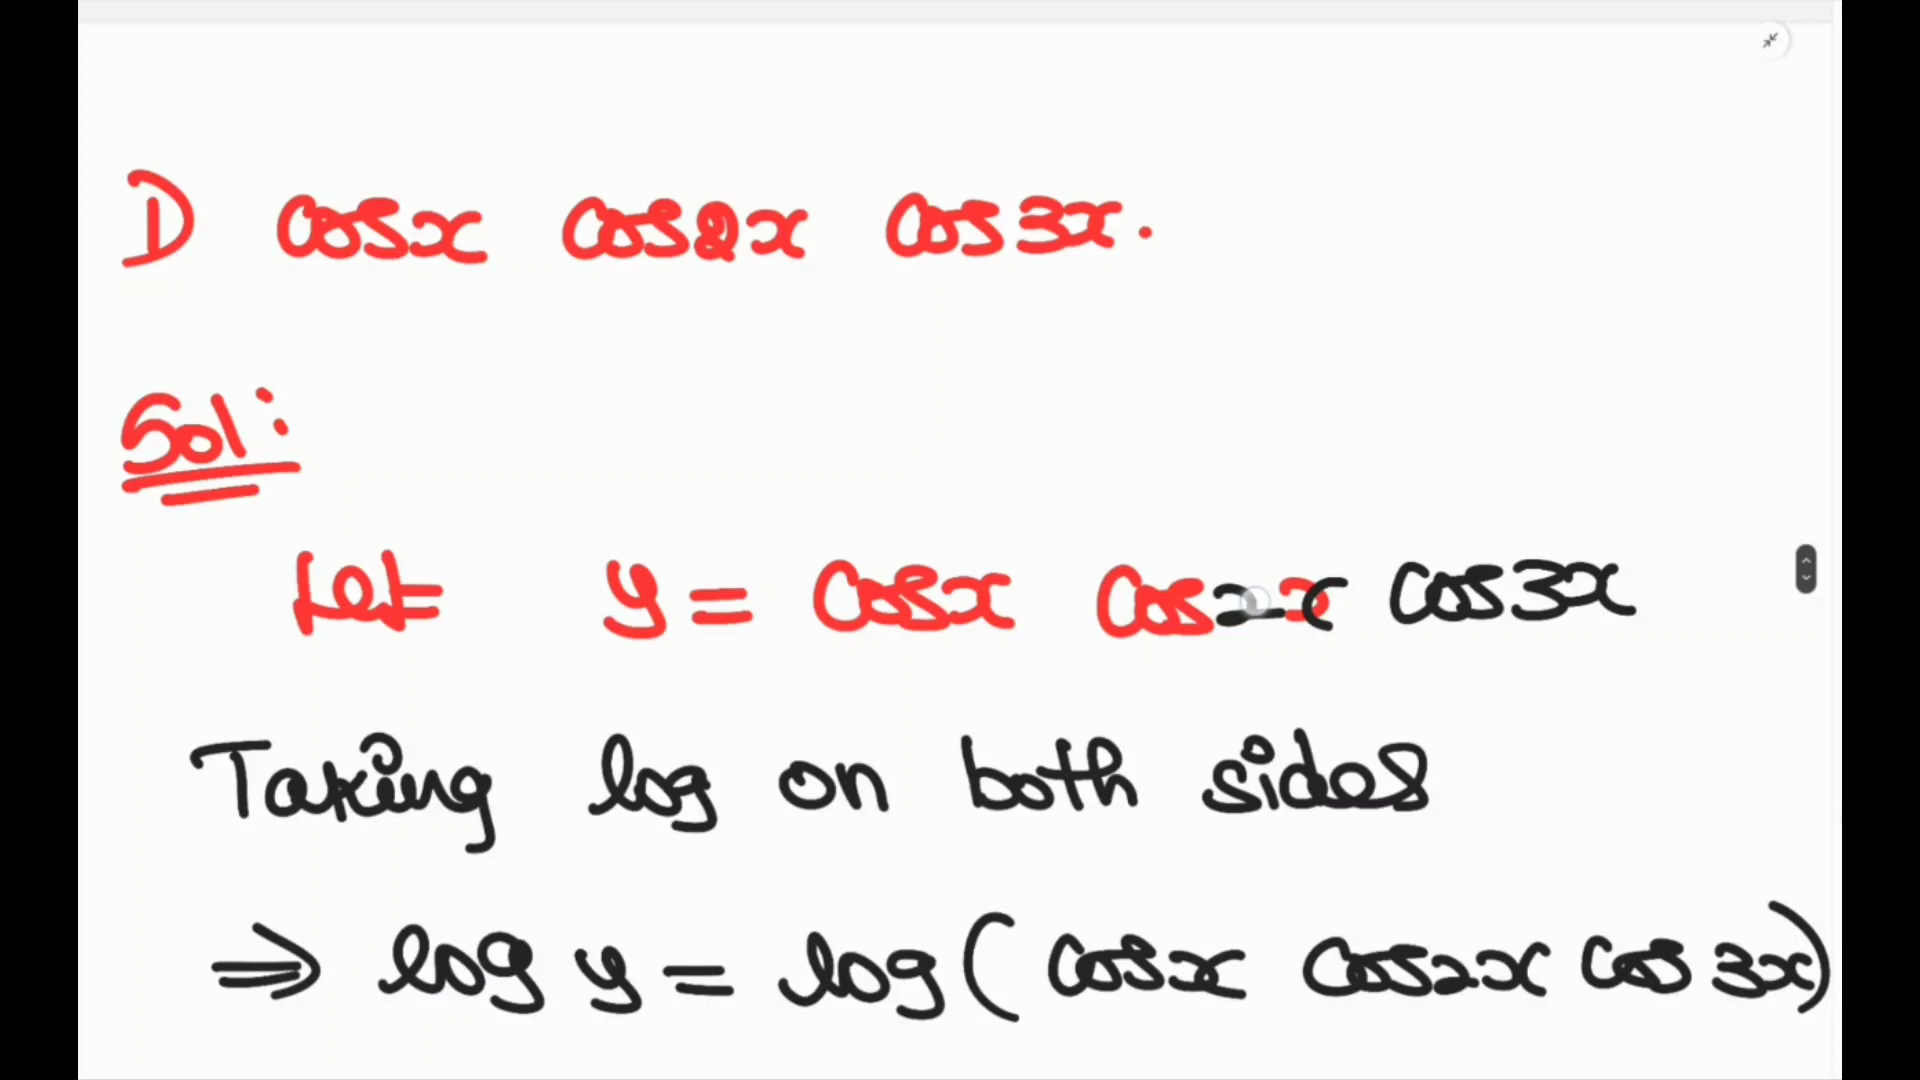 D cosx cos2x cos3x.
Sol:
Let y = cosx cos2x cos3x
Taking log on both sides
⇒ log y = log(cosx cos2x cos3x)